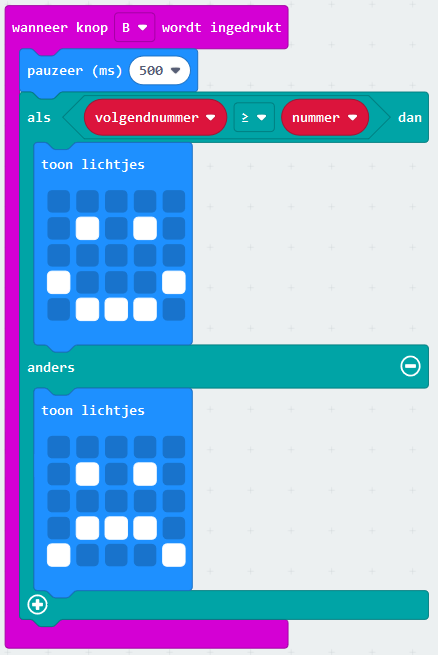 wanneer knop B wordt ingedrukt
pauzeer (ms) 500
als volgendnummer ≥ nummer dan
toon lichtjes
anders
toon lichtjes